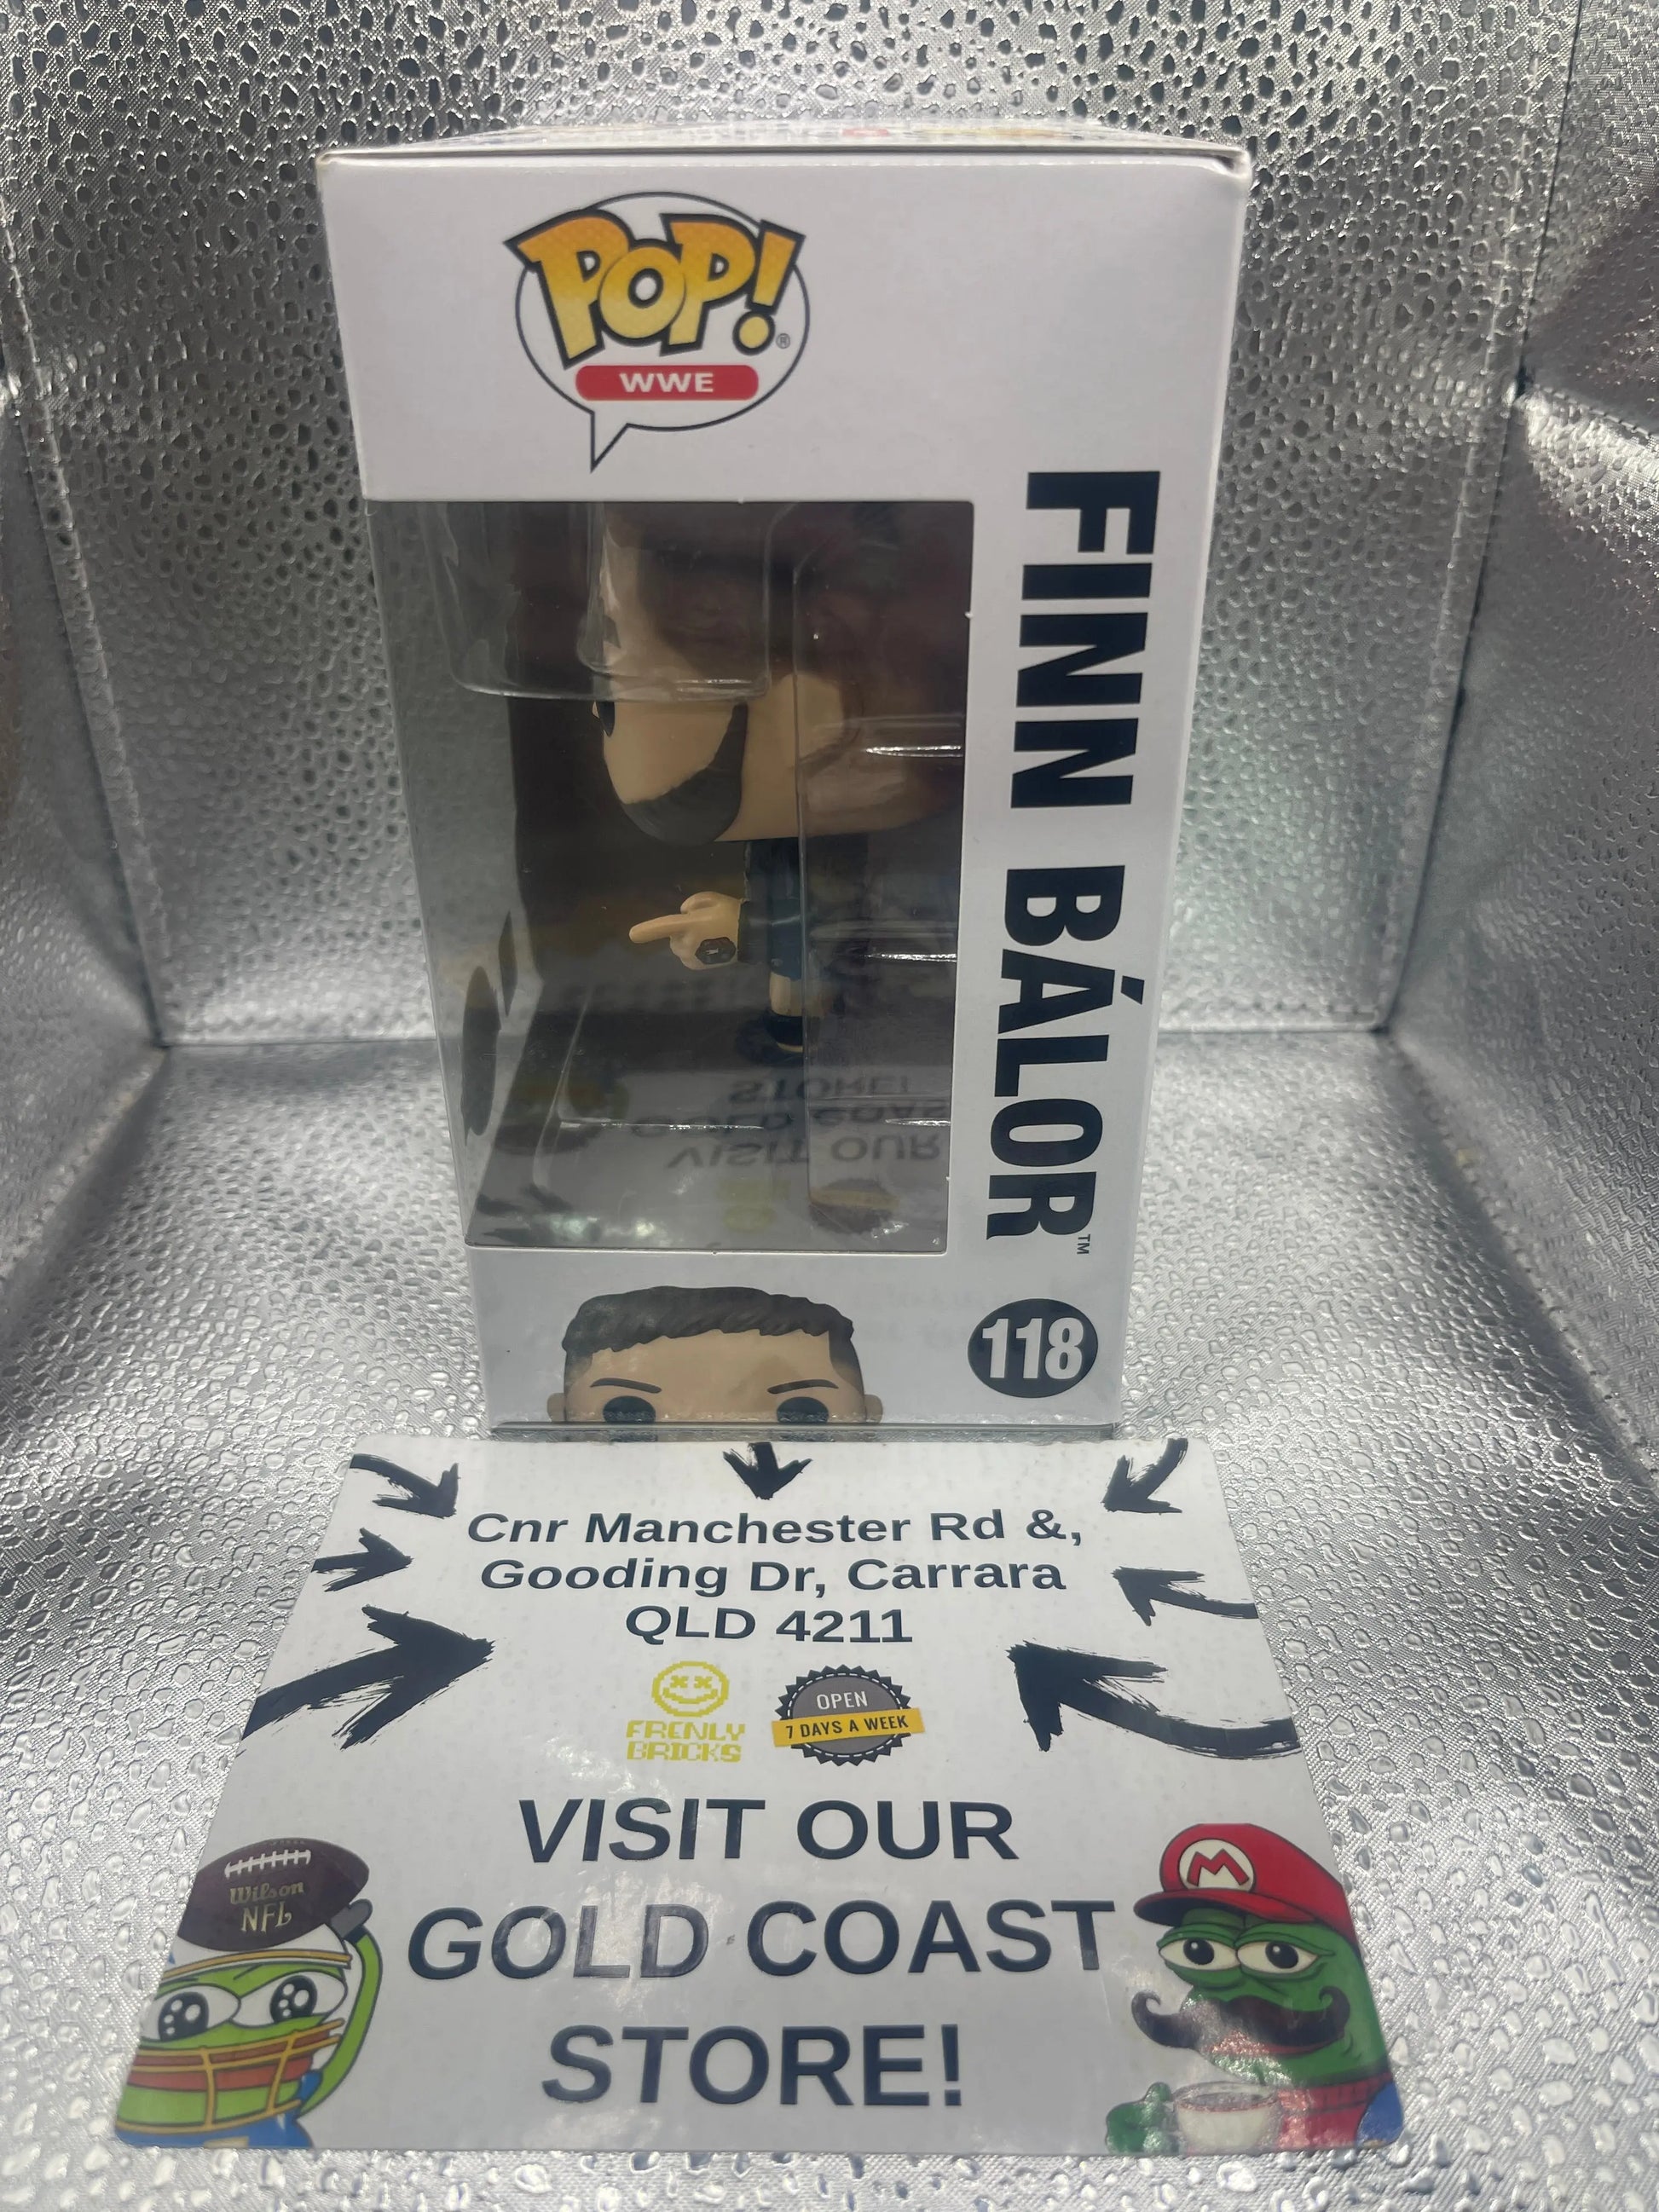 POP!
®
WWE
FINN BÁLOR™
118
Cnr Manchester Rd &,
Gooding Dr, Carrara
QLD 4211
FRENLY
BRICKS
OPEN
7 DAYS A WEEK
VISIT OUR
GOLD COAST
STORE!
Wilson
NFL
M